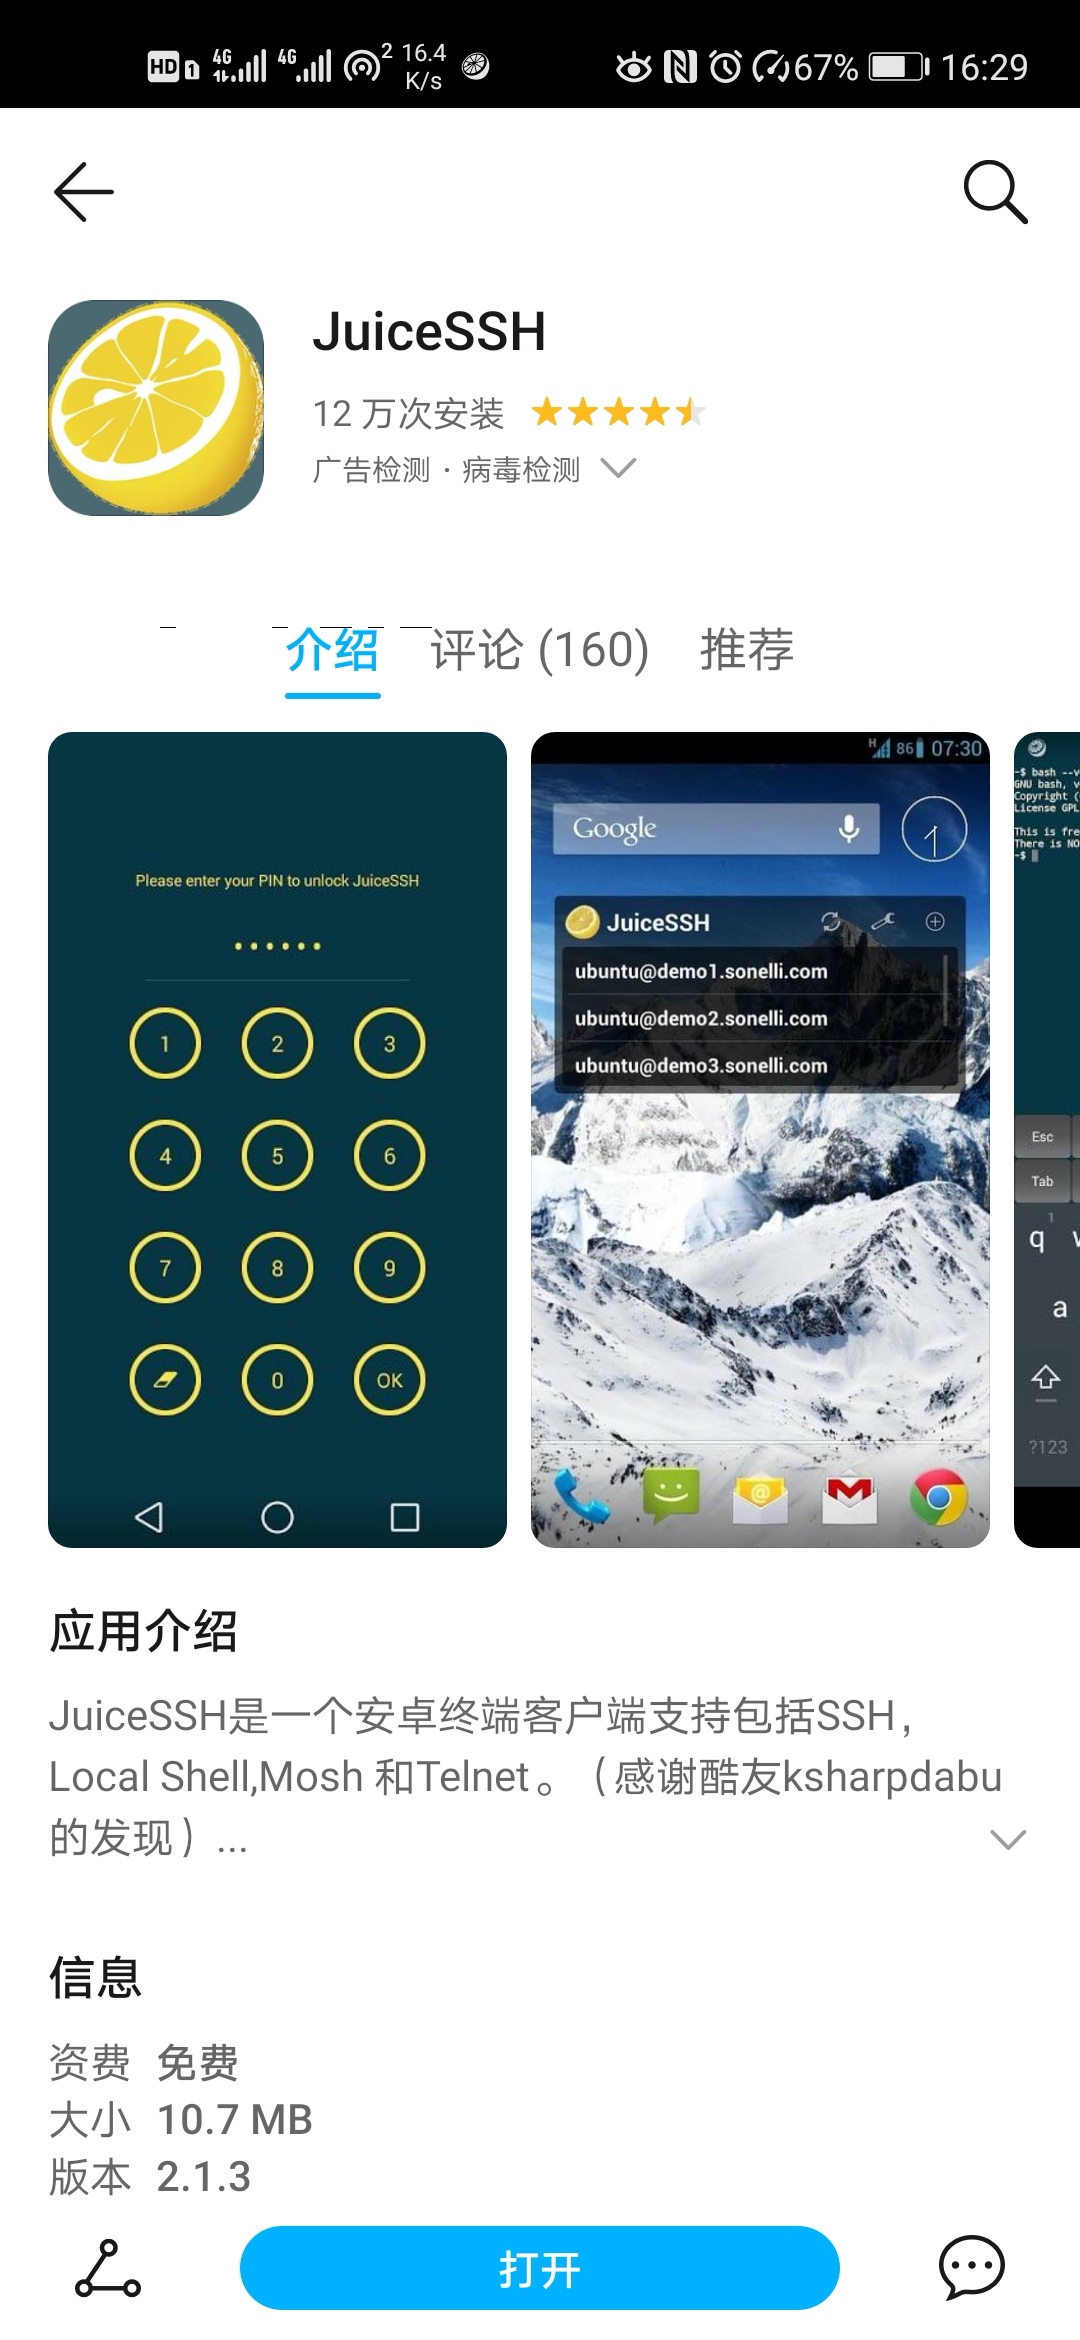 HD 1 4G 4G 2 16.4 K/s 67% 16:29
JuiceSSH
12 万次安装
广告检测 · 病毒检测
介绍 评论 (160) 推荐
Please enter your PIN to unlock JuiceSSH
1 2 3
4 5 6
7 8 9
0 OK
H 86 07:30
Google
JuiceSSH
ubuntu@demo1.sonelli.com
ubuntu@demo2.sonelli.com
ubuntu@demo3.sonelli.com
~$ bash --v
GNU bash, v
Copyright (
License GPL
This is fre
There is NO
~$
Esc
Tab
1
q
a
?123
应用介绍
JuiceSSH是一个安卓终端客户端支持包括SSH，
Local Shell,Mosh 和Telnet。（感谢酷友ksharpdabu
的发现）...
信息
资费 免费
大小 10.7 MB
版本 2.1.3
打开